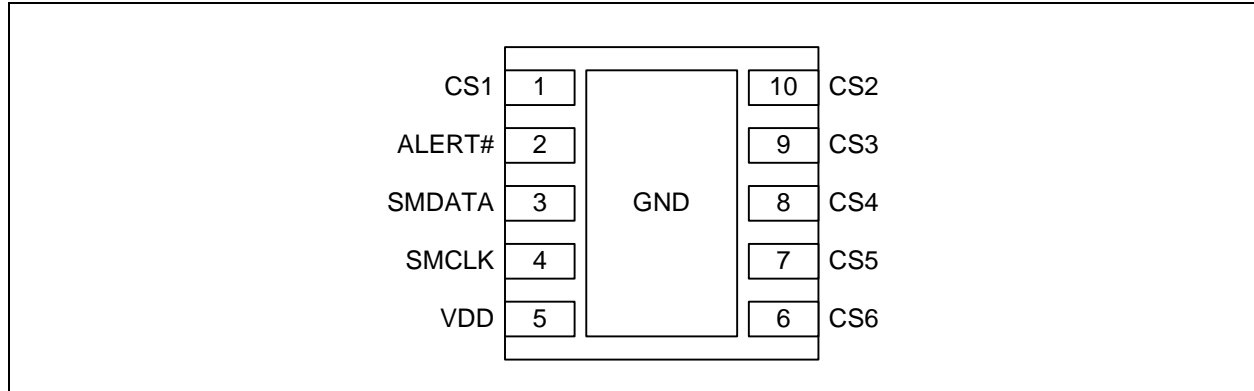 CS1 1 10 CS2
ALERT# 2 9 CS3
SMDATA 3 GND 8 CS4
SMCLK 4 7 CS5
VDD 5 6 CS6